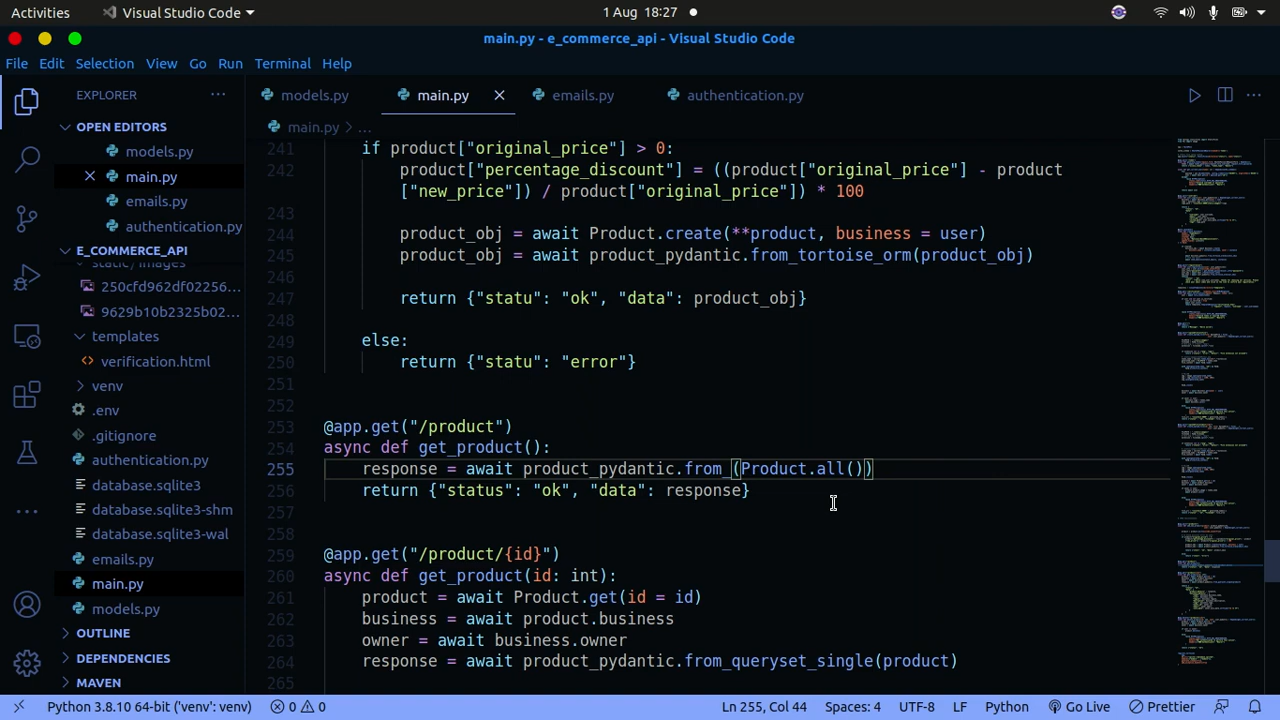 Activities
Visual Studio Code
1 Aug 18:27
main.py - e_commerce_api - Visual Studio Code
File Edit Selection View Go Run Terminal Help
EXPLORER
models.py
main.py
emails.py
authentication.py
main.py > ...
OPEN EDITORS
models.py
main.py
emails.py
authentication.py
E_COMMERCE_API
static/images
250cfd962df02256...
9629b10b2325b02...
templates
verification.html
venv
.env
.gitignore
authentication.py
database.sqlite3
database.sqlite3-shm
database.sqlite3-wal
emails.py
main.py
models.py
OUTLINE
DEPENDENCIES
MAVEN
241 if product["original_price"] > 0:
242 product["percentage_discount"] = ((product["original_price"] - product
["new_price"]) / product["original_price"]) * 100
243
244 product_obj = await Product.create(**product, business = user)
245 product_obj = await product_pydantic.from_tortoise_orm(product_obj)
246
247 return {"statu": "ok", "data": product_obj}
248
249 else:
250 return {"statu": "error"}
251
252
253 @app.get("/product")
254 async def get_product():
255 response = await product_pydantic.from_(Product.all())
256 return {"status": "ok", "data": response}
257
258
259 @app.get("/product/{id}")
260 async def get_product(id: int):
261 product = await Product.get(id = id)
262 business = await product.business
263 owner = await business.owner
264 response = await product_pydantic.from_queryset_single(product)
265
Python 3.8.10 64-bit ('venv': venv)
0
0
Ln 255, Col 44
Spaces: 4
UTF-8
LF
Python
Go Live
Prettier